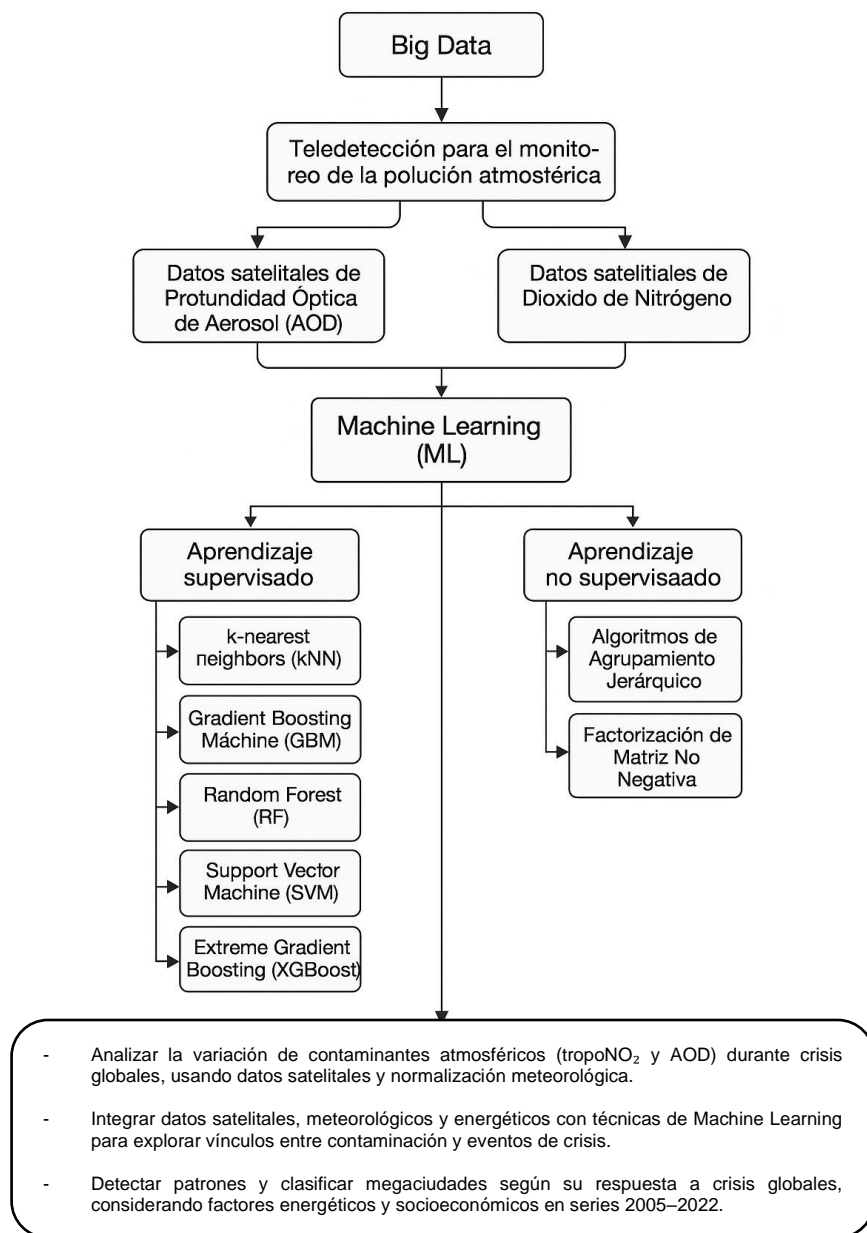 Big Data
Teledetección para el monito-
reo de la polución atmostérica
Datos satelitales de
Protundidad Óptica
de Aerosol (AOD)
Datos satelitiales de
Dioxido de Nitrógeno
Machine Learning
(ML)
Aprendizaje
supervisado
k-nearest
neighbors (kNN)
Gradient Boosting
Máchine (GBM)
Random Forest
(RF)
Support Vector
Machine (SVM)
Extreme Gradient
Boosting (XGBoost)
Aprendizaje
no supervisaado
Algoritmos de
Agrupamiento
Jerárquico
Factorización de
Matriz No
Negativa
- Analizar la variación de contaminantes atmosféricos (tropoNO₂ y AOD) durante crisis
globales, usando datos satelitales y normalización meteorológica.
- Integrar datos satelitales, meteorológicos y energéticos con técnicas de Machine Learning
para explorar vínculos entre contaminación y eventos de crisis.
- Detectar patrones y clasificar megaciudades según su respuesta a crisis globales,
considerando factores energéticos y socioeconómicos en series 2005–2022.